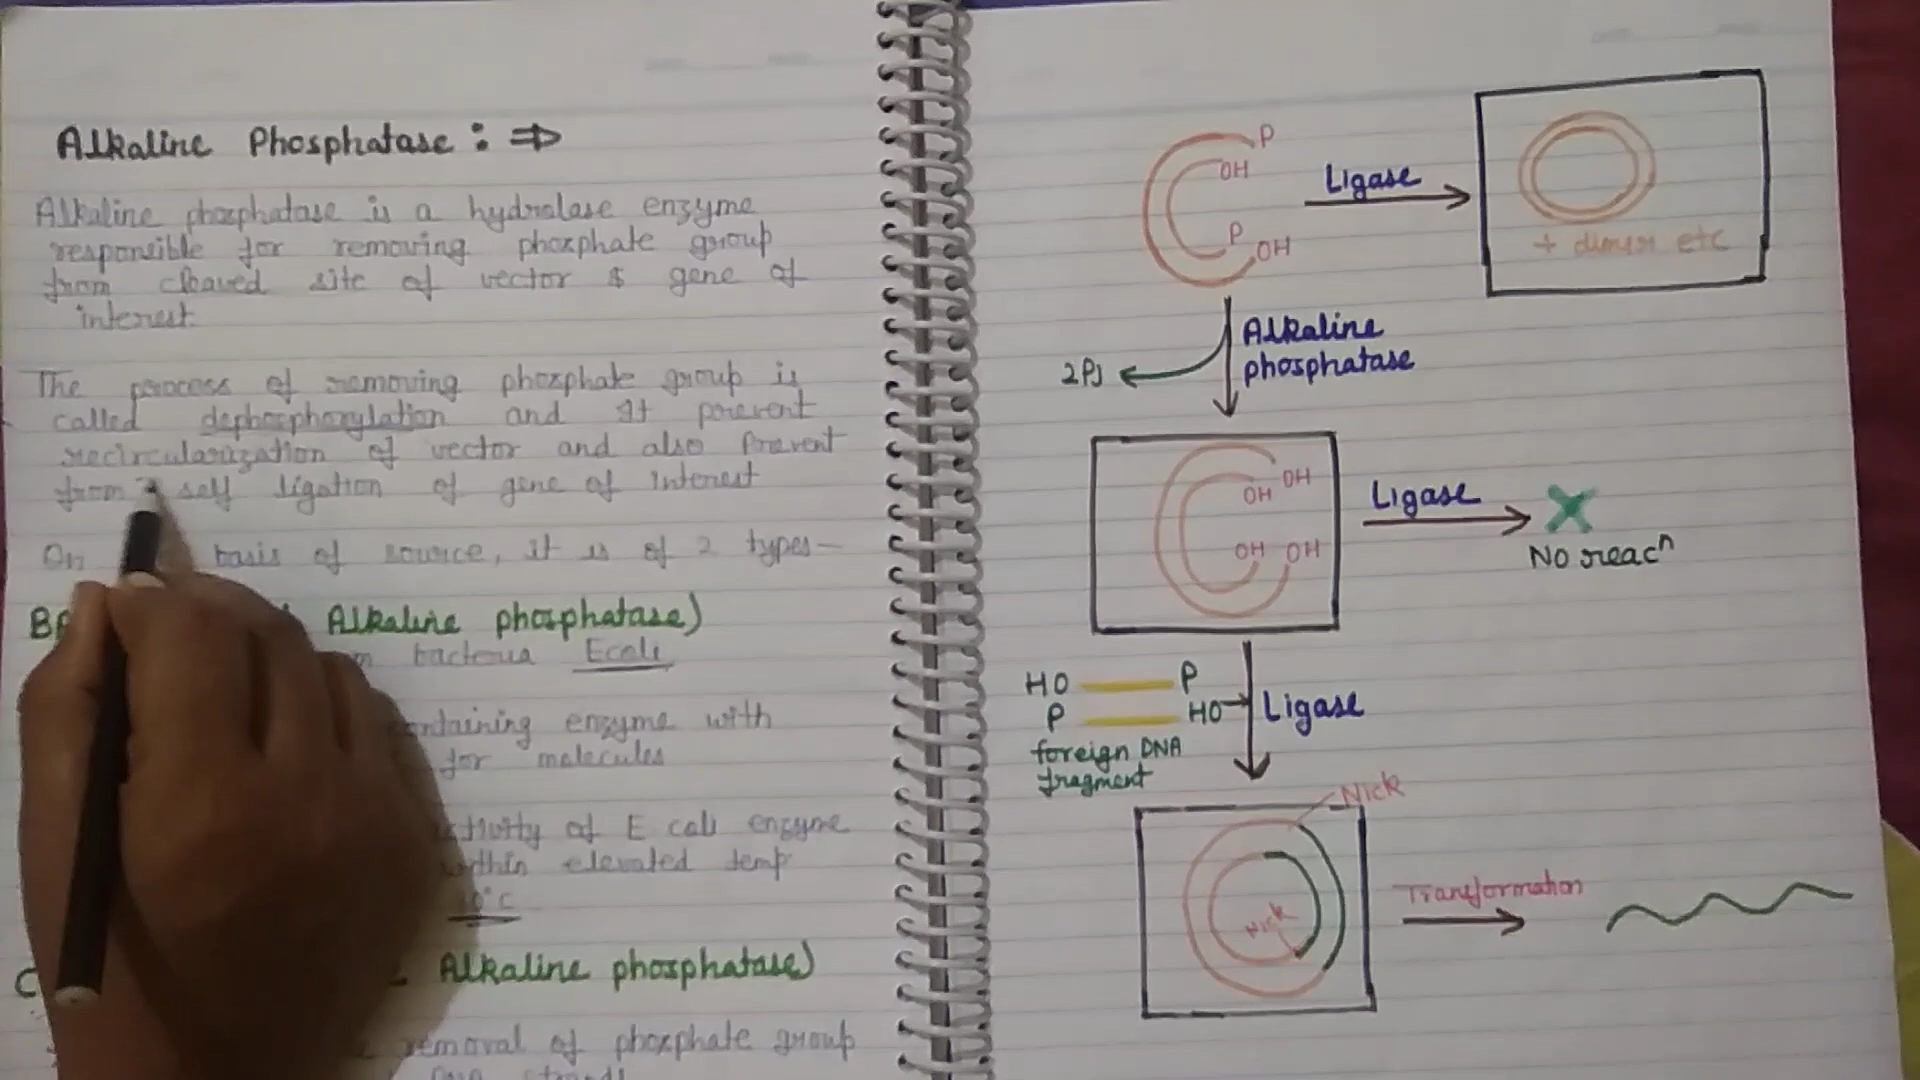 Alkaline Phosphatase : ⇒
Alkaline phosphatase is a hydrolase enzyme
responsible for removing phosphate group
from cleaved site of vector & gene of
interest.
The process of removing phosphate group is
called dephosphorylation and It prevent
recircularization of vector and also Prevent
from self ligation of gene of interest
On basis of source, it is of 2 types-
Alkaline phosphatase)
bacteria Ecoli
containing enzyme with
for molecules
activity of E coli enzyme
within elevated temp
°C
Alkaline phosphatase)
removal of phosphate group
P
OH
P
OH
Ligase
+ dimer etc
Alkaline
phosphatase
2Pi
OH
OH
OH OH
Ligase
X
No reacn
HO P
P HO
foreign DNA
fragment
Ligase
Nick
Nick
Transformation